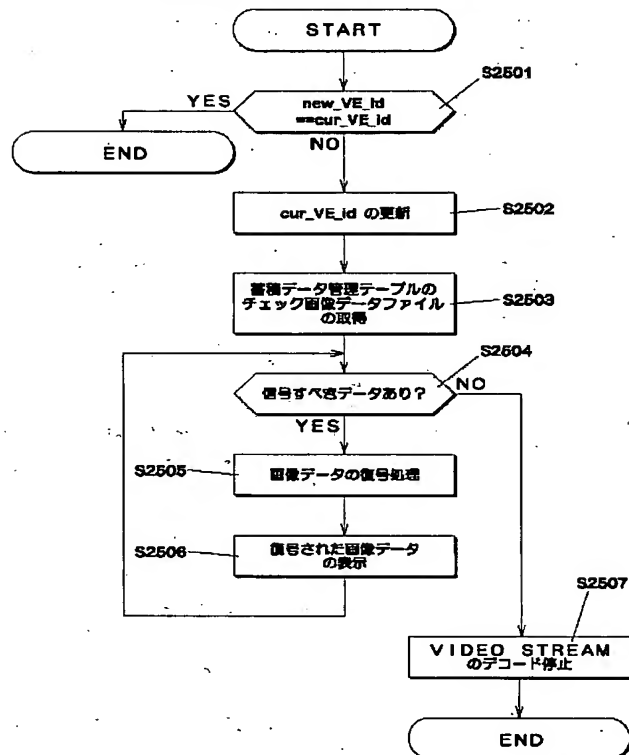 START
S2501
YES
new_VE_id
==cur_VE_id
END
NO
cur_VE_id の更新
S2502
蓄積データ管理テーブルの
チェック画像データファイル
の取得
S2503
S2504
信号すべきデータあり?
NO
YES
S2505
画像データの復号処理
S2506
復号された画像データ
の表示
S2507
VIDEO STREAM
のデコード停止
END